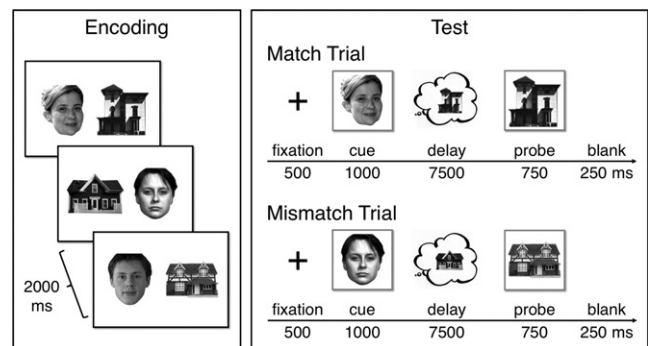 Encoding
2000
ms
Test
Match Trial
+
fixation cue delay probe blank
500 1000 7500 750 250 ms
Mismatch Trial
+
fixation cue delay probe blank
500 1000 7500 750 250 ms